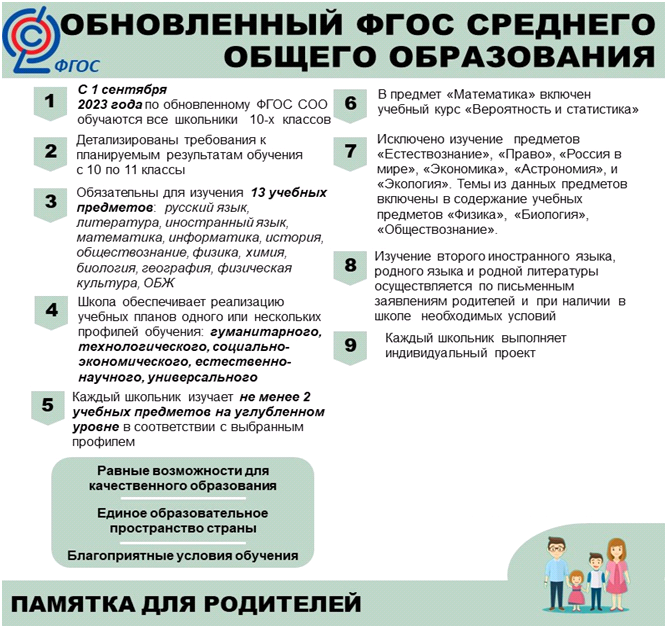 ОБНОВЛЕННЫЙ ФГОС СРЕДНЕГО
ОБЩЕГО ОБРАЗОВАНИЯ
ФГОС
1
С 1 сентября
2023 года по обновленному ФГОС СОО
обучаются все школьники 10-х классов
2
Детализированы требования к
планируемым результатам обучения
с 10 по 11 классы
3
Обязательны для изучения 13 учебных
предметов: русский язык,
литература, иностранный язык,
математика, информатика, история,
обществознание, физика, химия,
биология, география, физическая
культура, ОБЖ
4
Школа обеспечивает реализацию
учебных планов одного или нескольких
профилей обучения: гуманитарного,
технологического, социально-
экономического, естественно-
научного, универсального
5
Каждый школьник изучает не менее 2
учебных предметов на углубленном
уровне в соответствии с выбранным
профилем
6
В предмет «Математика» включен
учебный курс «Вероятность и статистика»
7
Исключено изучение предметов
«Естествознание», «Право», «Россия в
мире», «Экономика», «Астрономия», и
«Экология». Темы из данных предметов
включены в содержание учебных
предметов «Физика», «Биология»,
«Обществознание».
8
Изучение второго иностранного языка,
родного языка и родной литературы
осуществляется по письменным
заявлениям родителей и при наличии в
школе необходимых условий
9
Каждый школьник выполняет
индивидуальный проект
Равные возможности для
качественного образования
Единое образовательное
пространство страны
Благоприятные условия обучения
ПАМЯТКА ДЛЯ РОДИТЕЛЕЙ